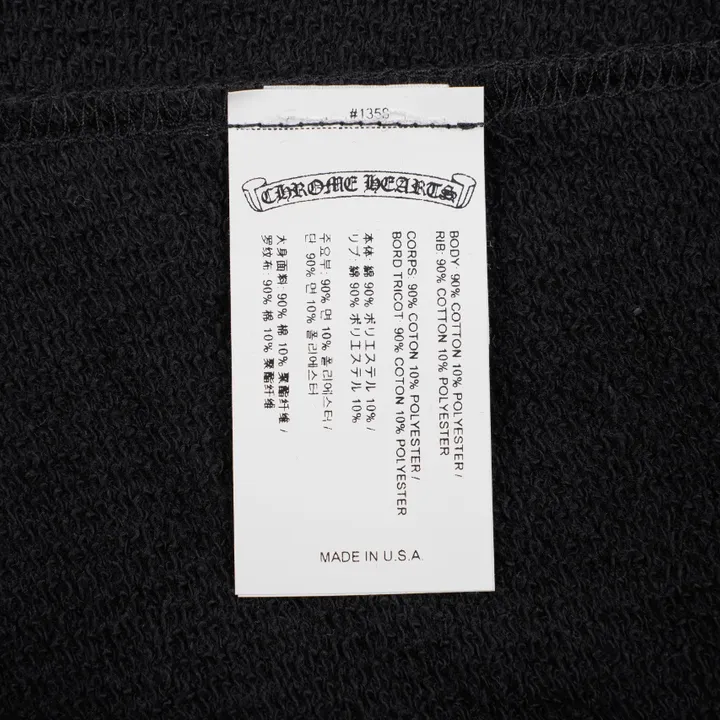 #1358
CHROME HEARTS
BODY: 90% COTTON 10% POLYESTER /
RIB: 90% COTTON 10% POLYESTER
CORPS: 90% COTON 10% POLYESTER /
BORD TRICOT: 90% COTON 10% POLYESTER
本体: 綿 90% ポリエステル 10% /
リブ: 綿 90% ポリエステル 10%
주요부: 90% 면 10% 폴리에스터 /
단: 90% 면 10% 폴리에스터
大身面料: 90% 棉 10% 聚酯纤维 /
罗纹布: 90% 棉 10% 聚酯纤维
MADE IN U.S.A.